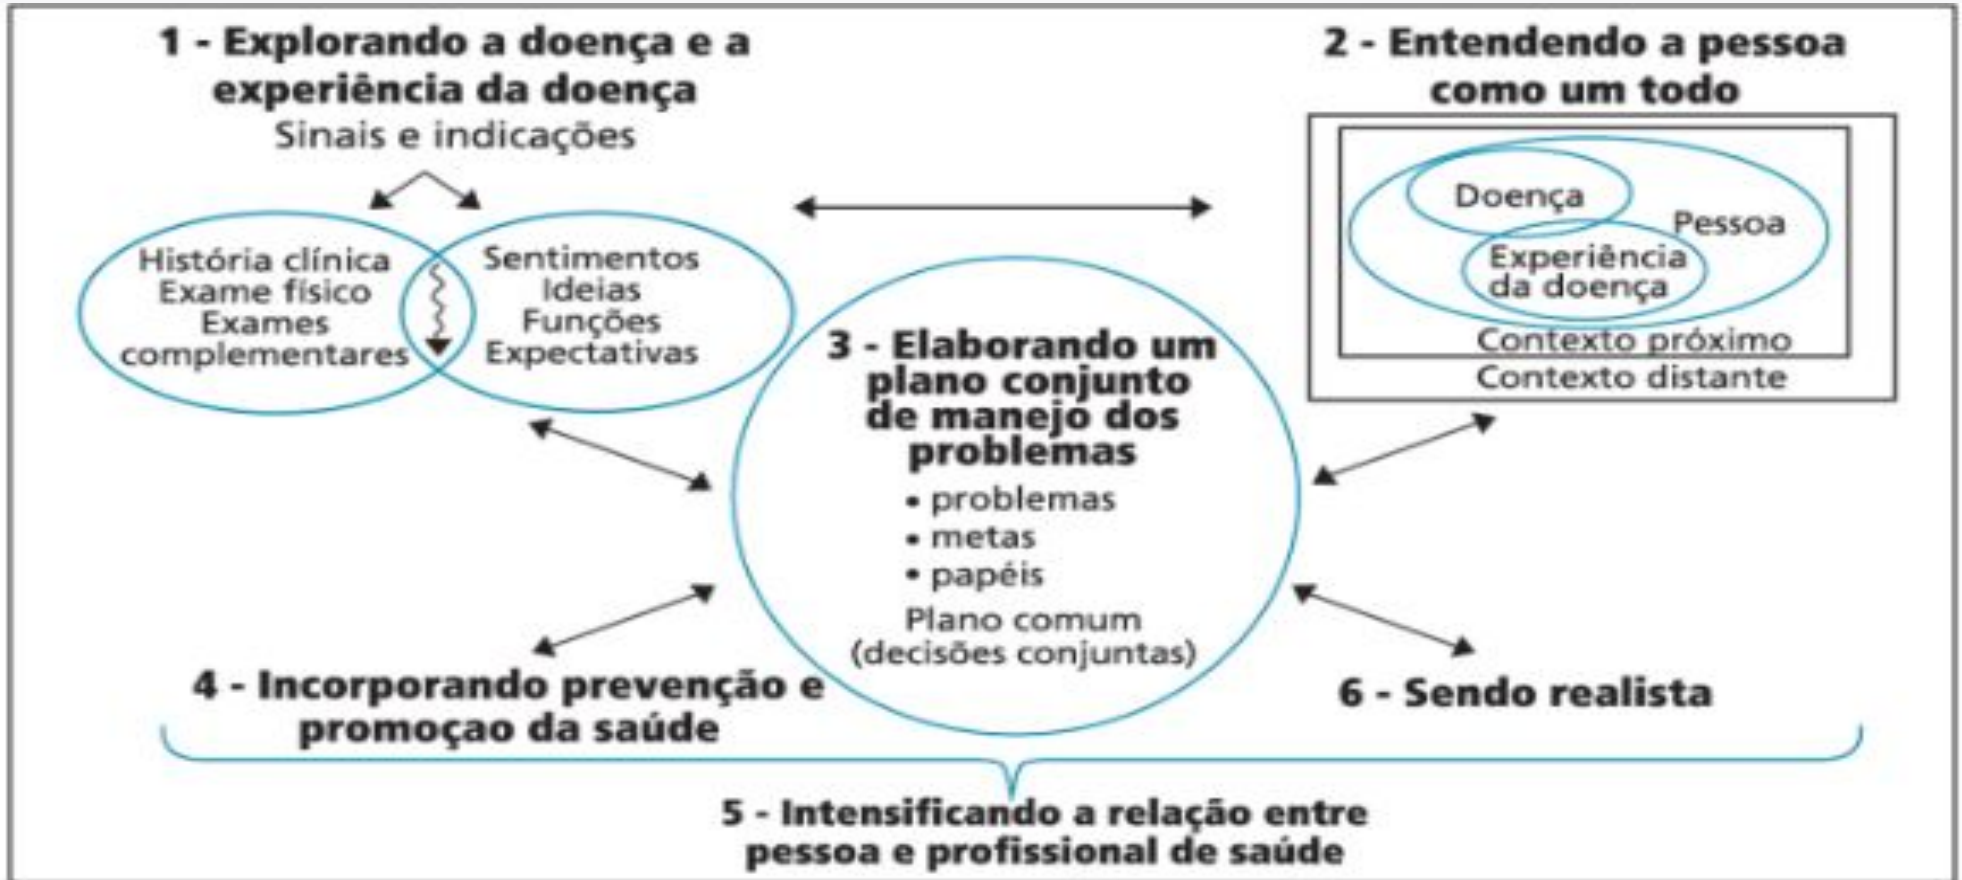 1 - Explorando a doença e a
experiência da doença
Sinais e indicações
História clínica
Exame físico
Exames
complementares
Sentimentos
Ideias
Funções
Expectativas
2 - Entendendo a pessoa
como um todo
Doença
Pessoa
Experiência
da doença
Contexto próximo
Contexto distante
3 - Elaborando um
plano conjunto
de manejo dos
problemas
• problemas
• metas
• papéis
Plano comum
(decisões conjuntas)
4 - Incorporando prevenção e
promoçao da saúde
6 - Sendo realista
5 - Intensificando a relação entre
pessoa e profissional de saúde